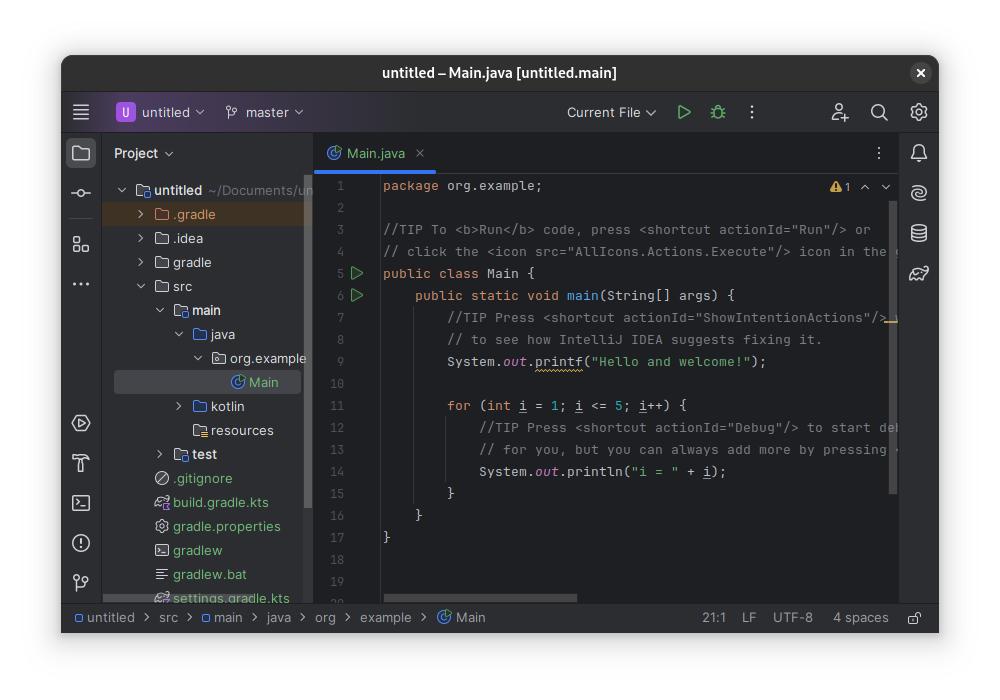 untitled – Main.java [untitled.main]
U untitled master Current File
Project
Main.java
untitled ~/Documents/un
.gradle
.idea
gradle
src
main
java
org.example
Main
kotlin
resources
test
.gitignore
build.gradle.kts
gradle.properties
gradlew
gradlew.bat
settings.gradle.kts
1 package org.example;
1
2
3 //TIP To <b>Run</b> code, press <shortcut actionId="Run"/> or
4 // click the <icon src="AllIcons.Actions.Execute"/> icon in the
5 public class Main {
6 public static void main(String[] args) {
7 //TIP Press <shortcut actionId="ShowIntentionActions"/>
8 // to see how IntelliJ IDEA suggests fixing it.
9 System.out.printf("Hello and welcome!");
10
11 for (int i = 1; i <= 5; i++) {
12 //TIP Press <shortcut actionId="Debug"/> to start deb
13 // for you, but you can always add more by pressing
14 System.out.println("i = " + i);
15 }
16 }
17 }
18
19
untitled src main java org example Main
21:1 LF UTF-8 4 spaces